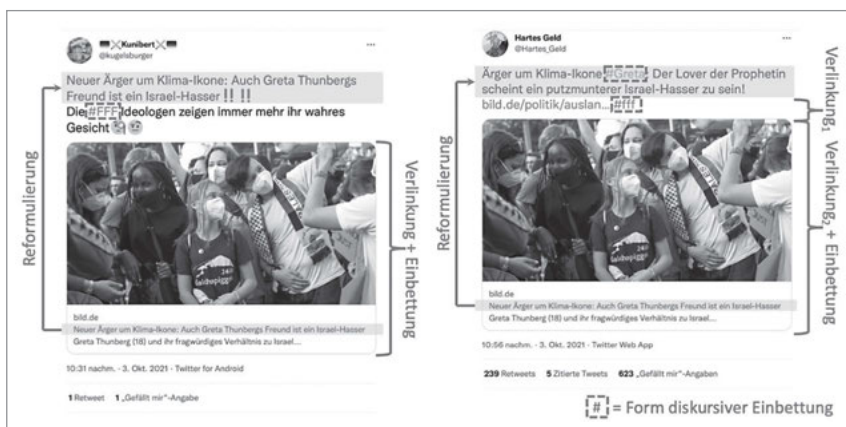 Kunibert
@kugelsburger
Neuer Ärger um Klima-Ikone: Auch Greta Thunbergs
Freund ist ein Israel-Hasser ‼ ‼
Die #FFF Ideologen zeigen immer mehr ihr wahres
Gesicht
bild.de
Neuer Ärger um Klima-Ikone: Auch Greta Thunbergs Freund ist ein Israel-Hasser
Greta Thunberg (18) und ihr fragwürdiges Verhältnis zu Israel...
10:31 nachm. · 3. Okt. 2021 · Twitter for Android
1 Retweet 1 „Gefällt mir“-Angabe
Reformulierung
Verlinkung + Einbettung
Hartes Geld
@Hartes_Geld
Ärger um Klima-Ikone #Greta: Der Lover der Prophetin
scheint ein putzmunterer Israel-Hasser zu sein!
bild.de/politik/auslan... #fff
bild.de
Neuer Ärger um Klima-Ikone: Auch Greta Thunbergs Freund ist ein Israel-Hasser
Greta Thunberg (18) und ihr fragwürdiges Verhältnis zu Israel...
10:56 nachm. · 3. Okt. 2021 · Twitter Web App
239 Retweets 5 Zitierte Tweets 623 „Gefällt mir“-Angaben
Reformulierung
Verlinkung₁
Verlinkung₂ + Einbettung
# = Form diskursiver Einbettung